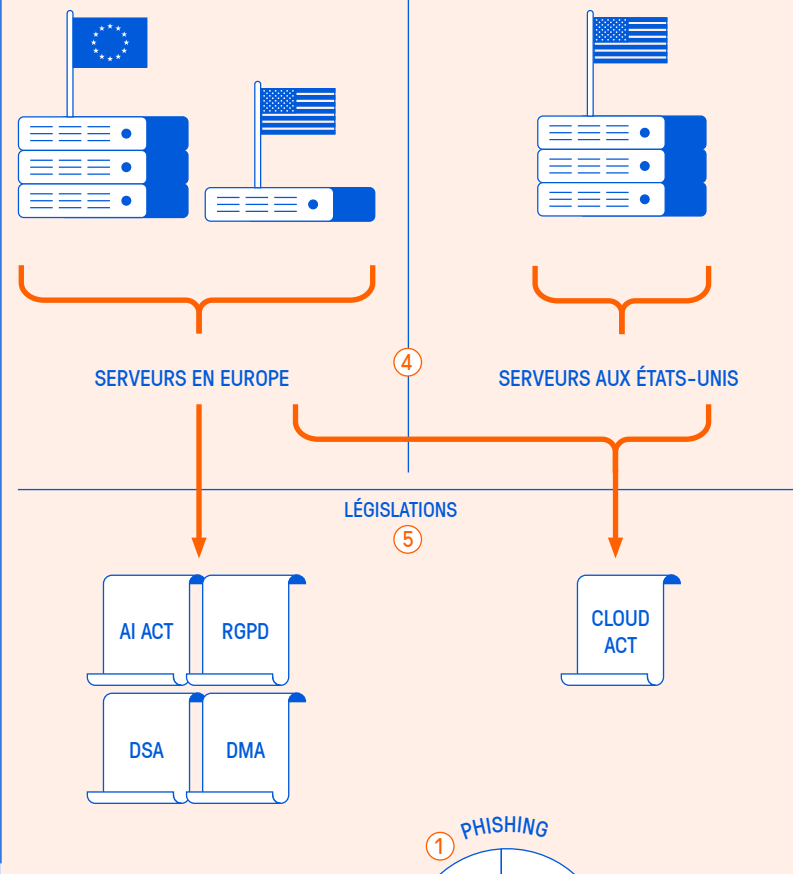 SERVEURS EN EUROPE
4
SERVEURS AUX ÉTATS-UNIS
LÉGISLATIONS
5
AI ACT
RGPD
CLOUD
ACT
DSA
DMA
1
PHISHING